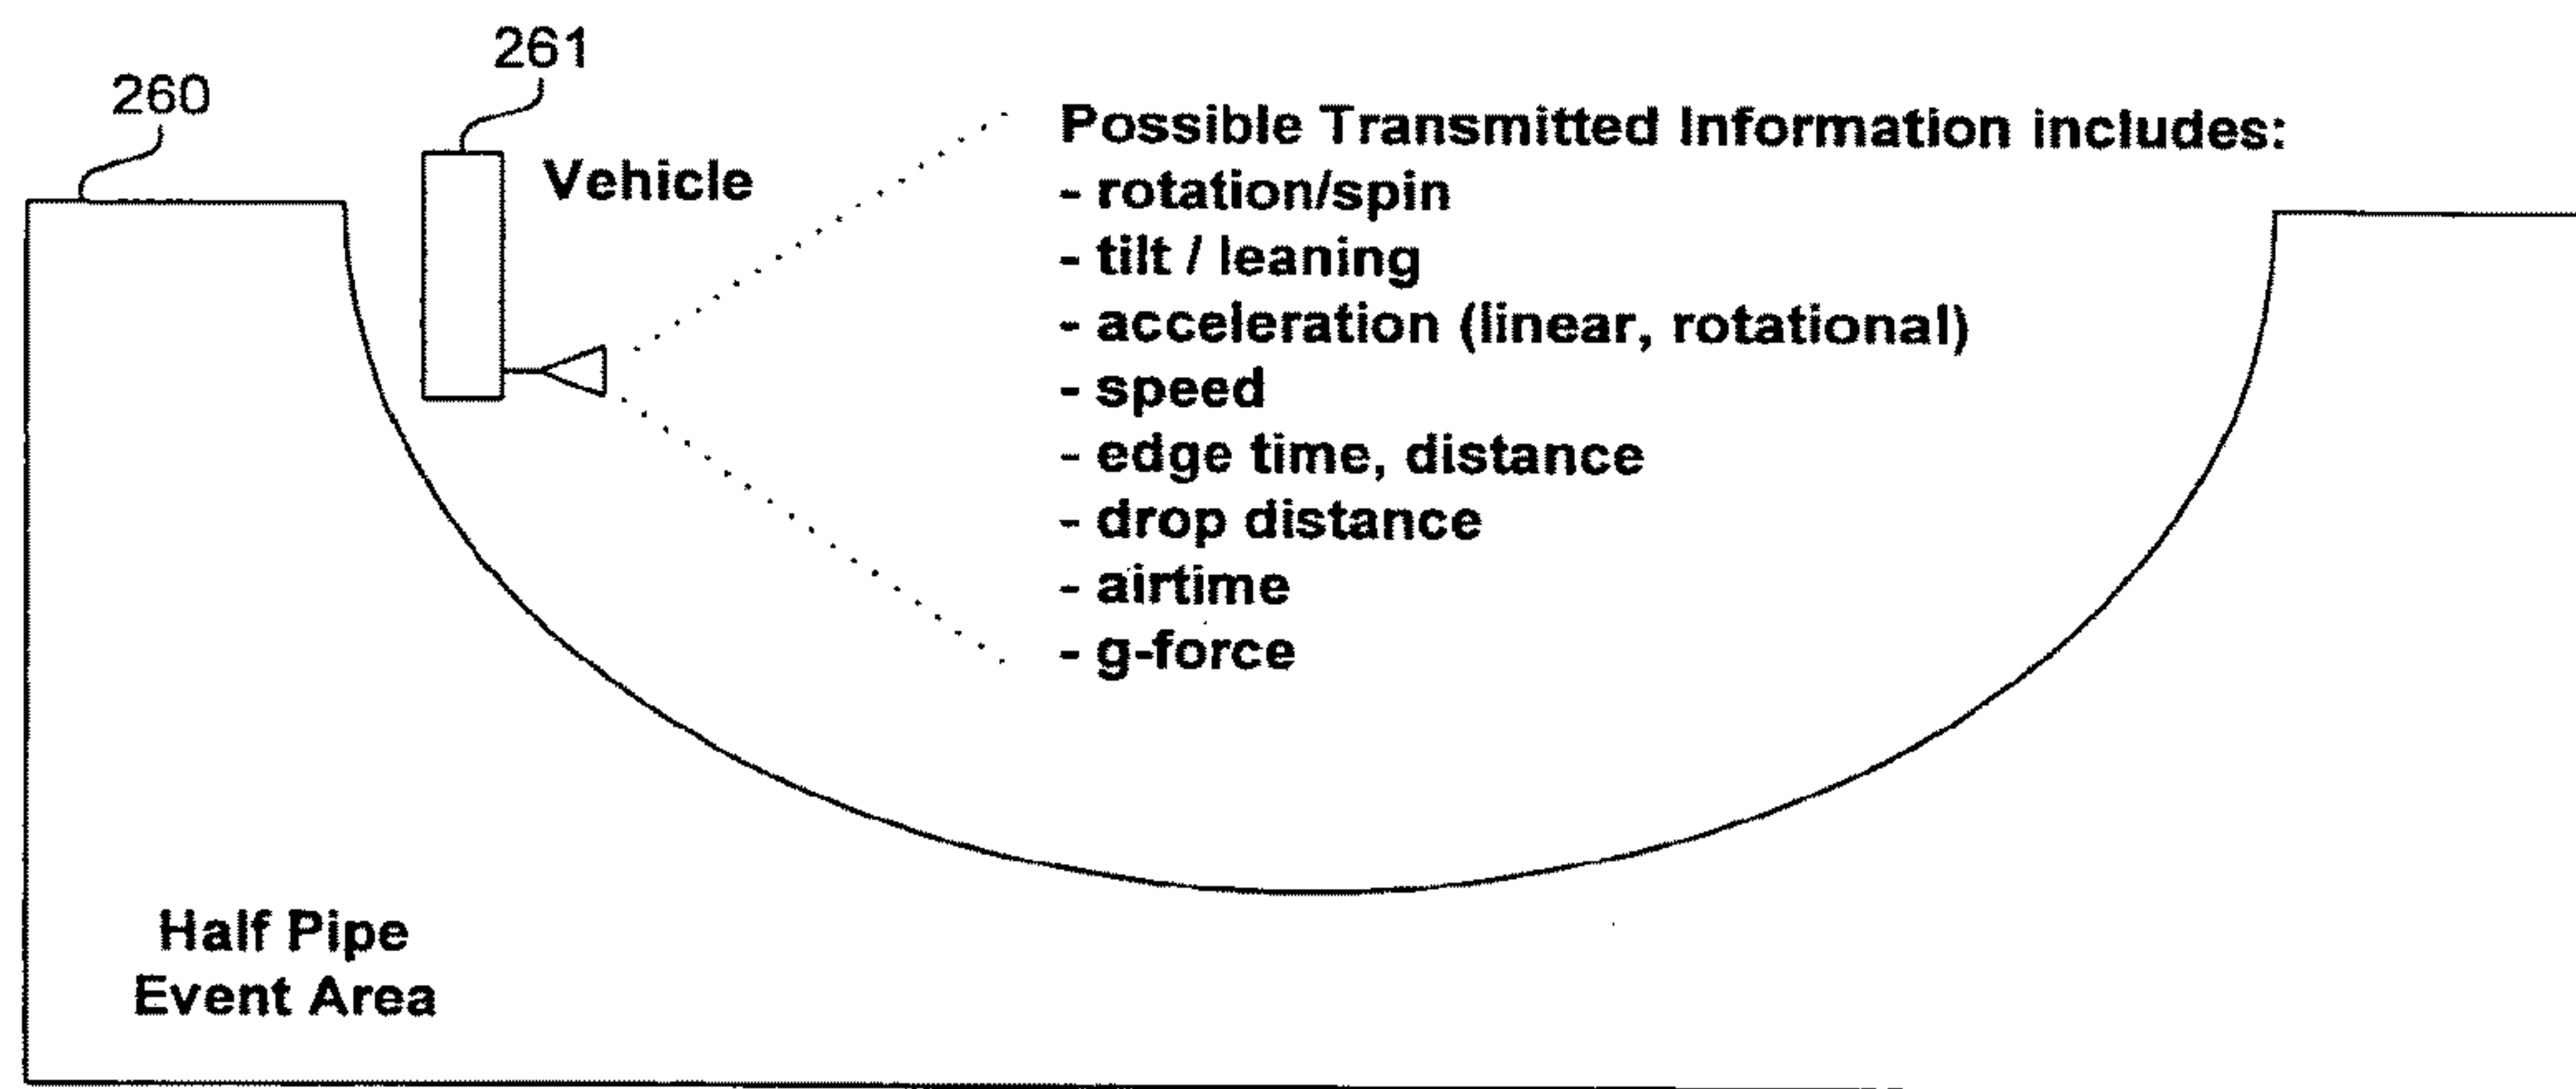 260
261
Vehicle
Possible Transmitted Information includes:
- rotation/spin
- tilt / leaning
- acceleration (linear, rotational)
- speed
- edge time, distance
- drop distance
- airtime
- g-force
Half Pipe
Event Area